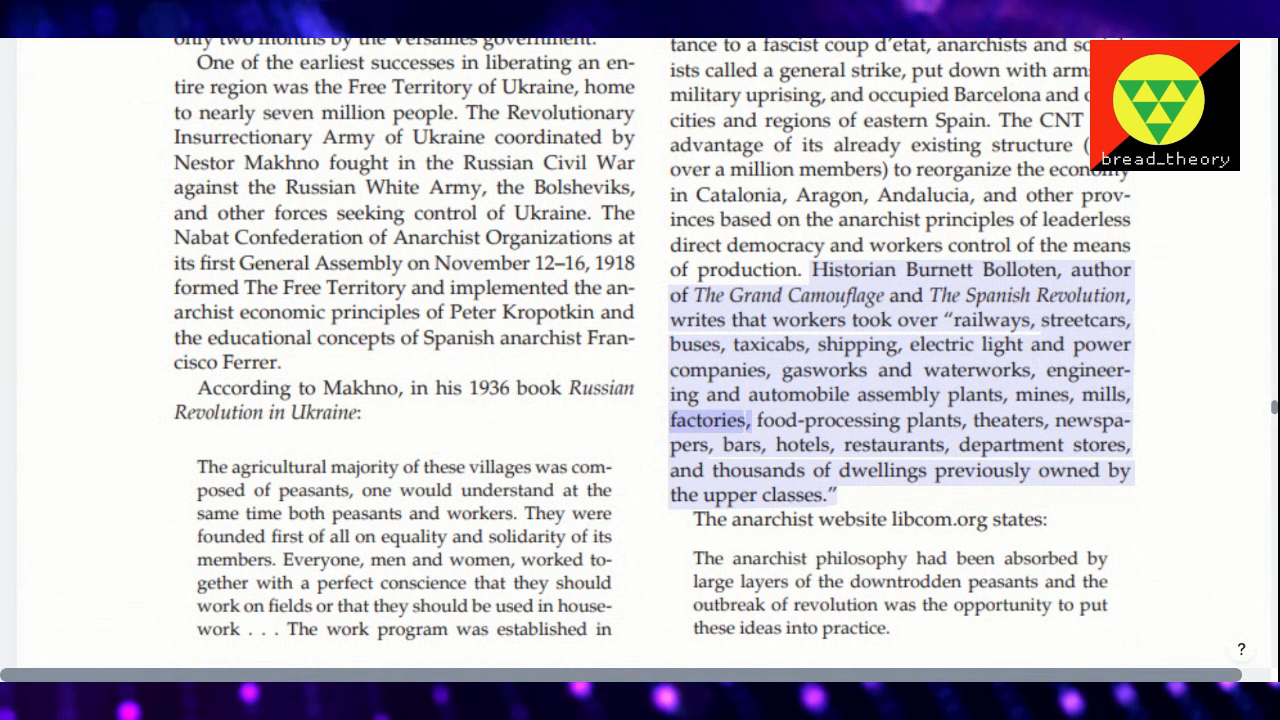 only two months by the Versailles government.
One of the earliest successes in liberating an en-
tire region was the Free Territory of Ukraine, home
to nearly seven million people. The Revolutionary
Insurrectionary Army of Ukraine coordinated by
Nestor Makhno fought in the Russian Civil War
against the Russian White Army, the Bolsheviks,
and other forces seeking control of Ukraine. The
Nabat Confederation of Anarchist Organizations at
its first General Assembly on November 12–16, 1918
formed The Free Territory and implemented the an-
archist economic principles of Peter Kropotkin and
the educational concepts of Spanish anarchist Fran-
cisco Ferrer.
According to Makhno, in his 1936 book Russian
Revolution in Ukraine:
The agricultural majority of these villages was com-
posed of peasants, one would understand at the
same time both peasants and workers. They were
founded first of all on equality and solidarity of its
members. Everyone, men and women, worked to-
gether with a perfect conscience that they should
work on fields or that they should be used in house-
work . . . The work program was established in
tance to a fascist coup d’etat, anarchists and
ists called a general strike, put down with
military uprising, and occupied Barcelona and
cities and regions of eastern Spain. The CNT
advantage of its already existing structure (
over a million members) to reorganize the economy
in Catalonia, Aragon, Andalucia, and other prov-
inces based on the anarchist principles of leaderless
direct democracy and workers control of the means
of production. Historian Burnett Bolloten, author
of The Grand Camouflage and The Spanish Revolution,
writes that workers took over “railways, streetcars,
buses, taxicabs, shipping, electric light and power
companies, gasworks and waterworks, engineer-
ing and automobile assembly plants, mines, mills,
factories, food-processing plants, theaters, newspa-
pers, bars, hotels, restaurants, department stores,
and thousands of dwellings previously owned by
the upper classes.”
The anarchist website libcom.org states:
The anarchist philosophy had been absorbed by
large layers of the downtrodden peasants and the
outbreak of revolution was the opportunity to put
these ideas into practice.
bread_theory
?